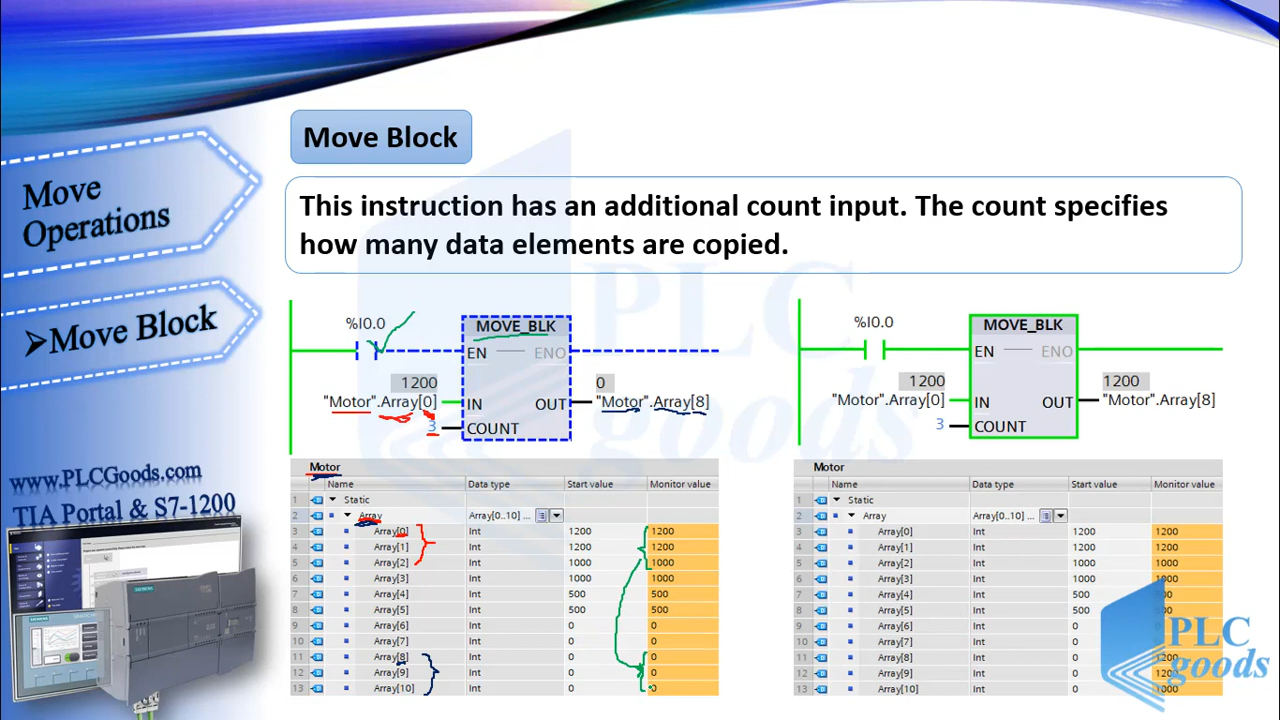 Move Block
This instruction has an additional count input. The count specifies
how many data elements are copied.
Move
Operations
➢Move Block
www.PLCGoods.com
TIA Portal & S7-1200
%I0.0
MOVE_BLK
EN
ENO
1200
"Motor".Array[0]
IN
3
COUNT
OUT
0
"Motor".Array[8]
%I0.0
MOVE_BLK
EN
ENO
1200
"Motor".Array[0]
IN
3
COUNT
OUT
1200
"Motor".Array[8]
Motor
Name Data type Start value Monitor value
1 Static
2 Array Array[0..10] ...
3 Array[0] Int 1200 1200
4 Array[1] Int 1200 1200
5 Array[2] Int 1000 1000
6 Array[3] Int 1000 1000
7 Array[4] Int 500 500
8 Array[5] Int 500 500
9 Array[6] Int 0 0
10 Array[7] Int 0 0
11 Array[8] Int 0 0
12 Array[9] Int 0 0
13 Array[10] Int 0 0
Motor
Name Data type Start value Monitor value
1 Static
2 Array Array[0..10] ...
3 Array[0] Int 1200 1200
4 Array[1] Int 1200 1200
5 Array[2] Int 1000 1000
6 Array[3] Int 1000 1000
7 Array[4] Int 500
8 Array[5] Int 500
9 Array[6] Int 0 0
10 Array[7] Int 0 0
11 Array[8] Int 0 1200
12 Array[9] Int 0 1200
13 Array[10] Int 0 1000
PLC
goods
PLC
goods
SIEMENS